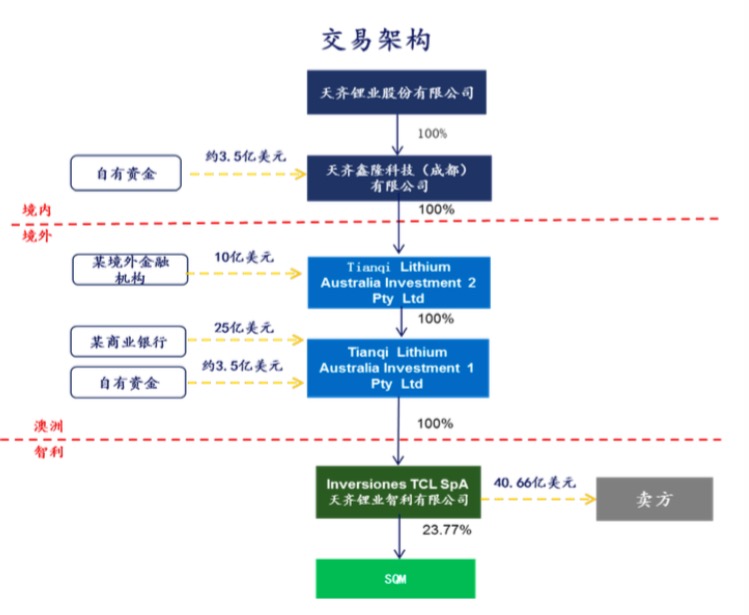 交易架构
天齐锂业股份有限公司
100%
自有资金
约3.5亿美元
天齐鑫隆科技（成都）
有限公司
100%
境内
境外
某境外金融
机构
10亿美元
Tianqi Lithium
Australia Investment 2
Pty Ltd
100%
某商业银行
25亿美元
Tianqi Lithium
Australia Investment 1
Pty Ltd
自有资金
约3.5亿美元
100%
澳洲
智利
Inversiones TCL SpA
天齐锂业智利有限公司
40.66亿美元
卖方
23.77%
SQM